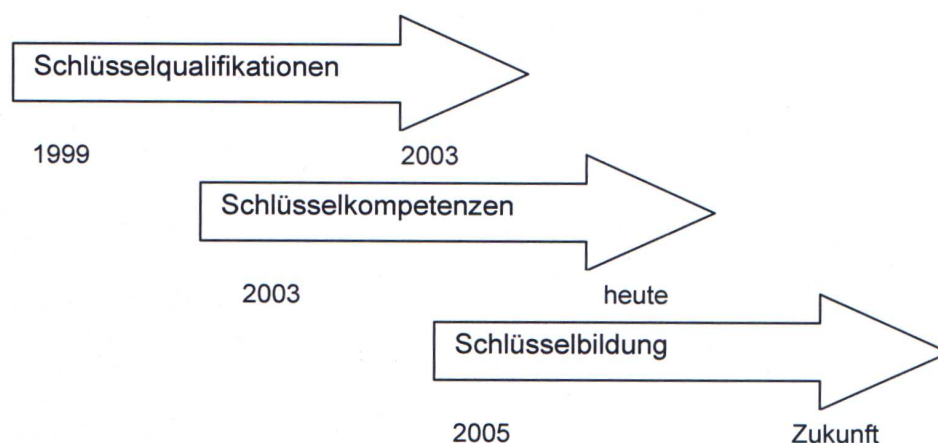 Schlüsselqualifikationen
1999 2003
Schlüsselkompetenzen
2003 heute
Schlüsselbildung
2005 Zukunft